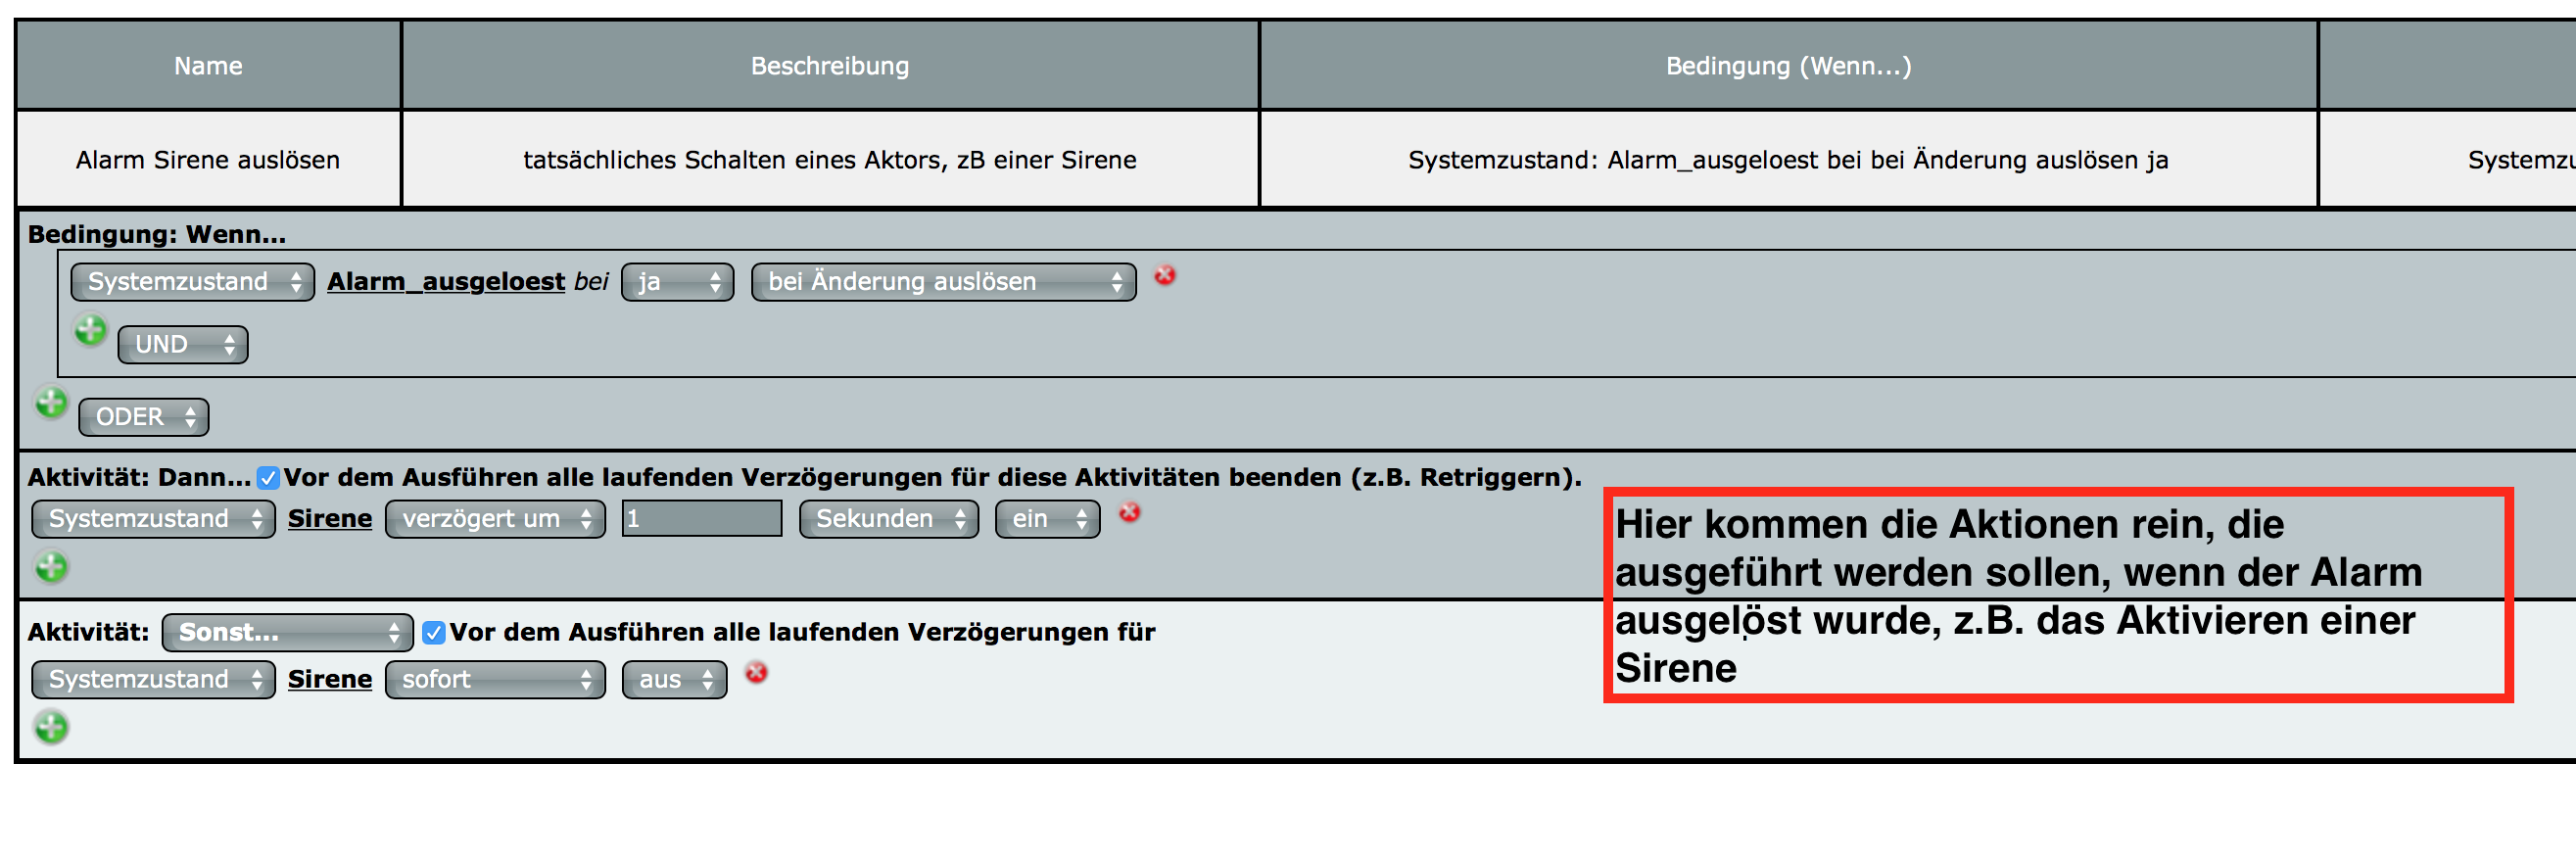 Name Beschreibung Bedingung (Wenn...)
Alarm Sirene auslösen tatsächliches Schalten eines Aktors, zB einer Sirene Systemzustand: Alarm_ausgeloest bei bei Änderung auslösen ja Systemzu
Bedingung: Wenn...
Systemzustand Alarm_ausgeloest bei ja bei Änderung auslösen
UND
ODER
Aktivität: Dann... Vor dem Ausführen alle laufenden Verzögerungen für diese Aktivitäten beenden (z.B. Retriggern).
Systemzustand Sirene verzögert um 1 Sekunden ein
Hier kommen die Aktionen rein, die
ausgeführt werden sollen, wenn der Alarm
ausgelöst wurde, z.B. das Aktivieren einer
Sirene
Aktivität: Sonst... Vor dem Ausführen alle laufenden Verzögerungen für
Systemzustand Sirene sofort aus